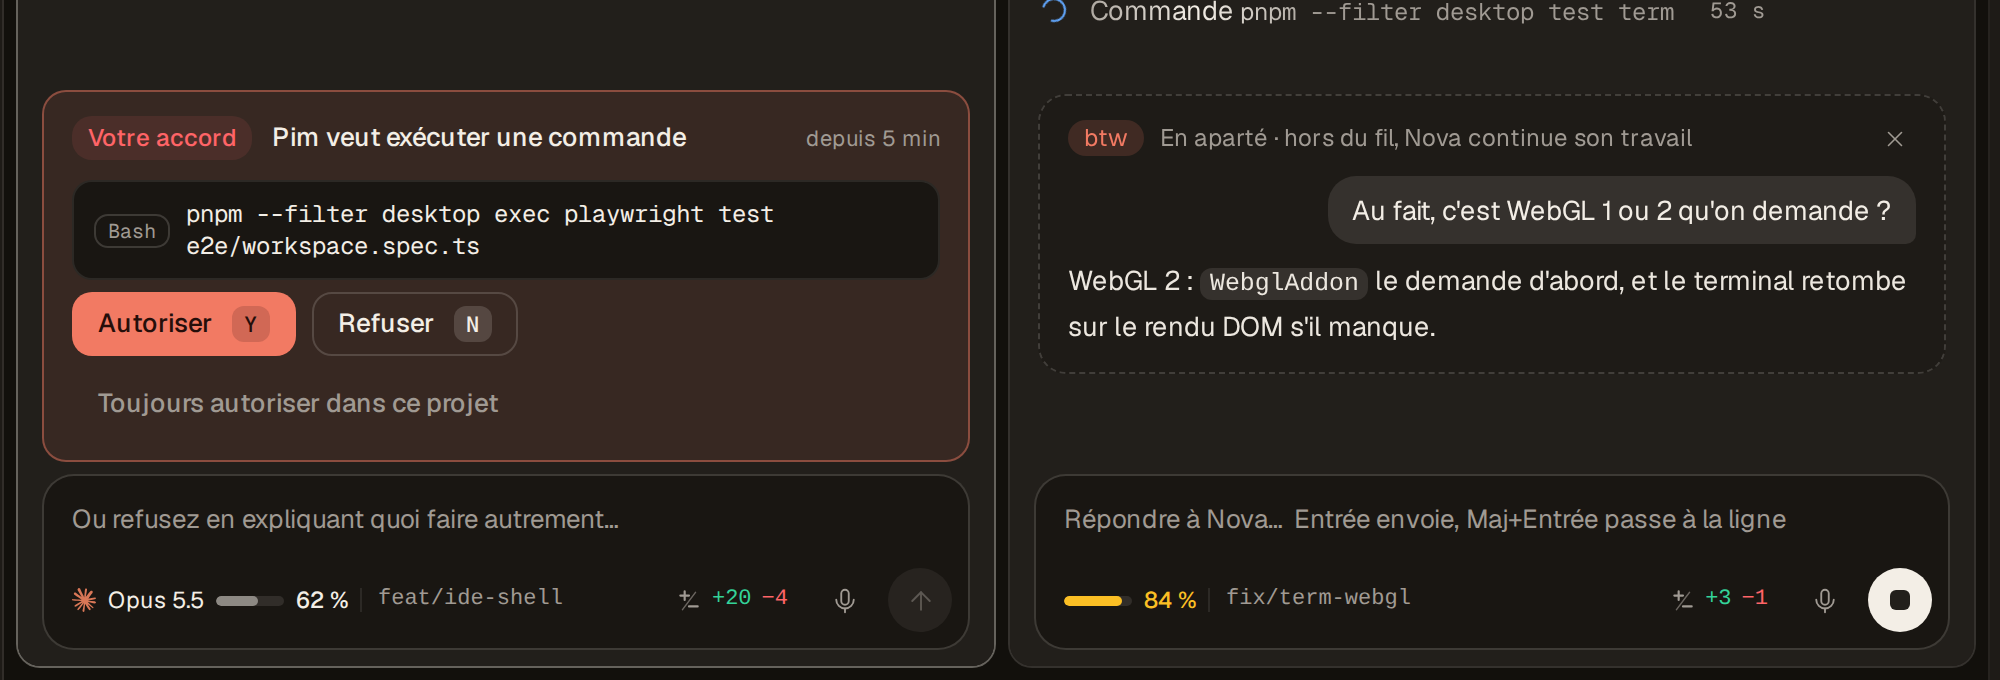 Commande pnpm --filter desktop test term 53 s
Votre accord Pim veut exécuter une commande depuis 5 min
Bash pnpm --filter desktop exec playwright test
e2e/workspace.spec.ts
Autoriser Y Refuser N
Toujours autoriser dans ce projet
Ou refusez en expliquant quoi faire autrement…
Opus 5.5 62 % feat/ide-shell +20 −4
btw En aparté · hors du fil, Nova continue son travail
Au fait, c'est WebGL 1 ou 2 qu'on demande ?
WebGL 2 : WebglAddon le demande d'abord, et le terminal retombe
sur le rendu DOM s'il manque.
Répondre à Nova… Entrée envoie, Maj+Entrée passe à la ligne
84 % fix/term-webgl +3 −1